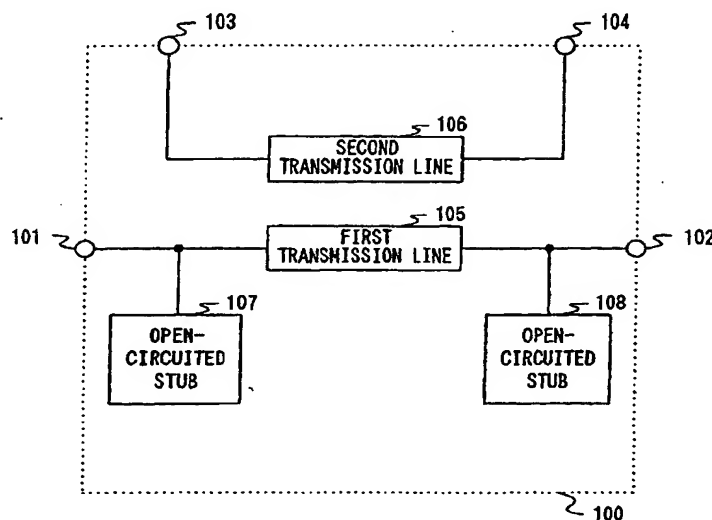 103
104
106
SECOND
TRANSMISSION LINE
105
101
FIRST
TRANSMISSION LINE
102
107
108
OPEN-
CIRCUITED
STUB
OPEN-
CIRCUITED
STUB
100